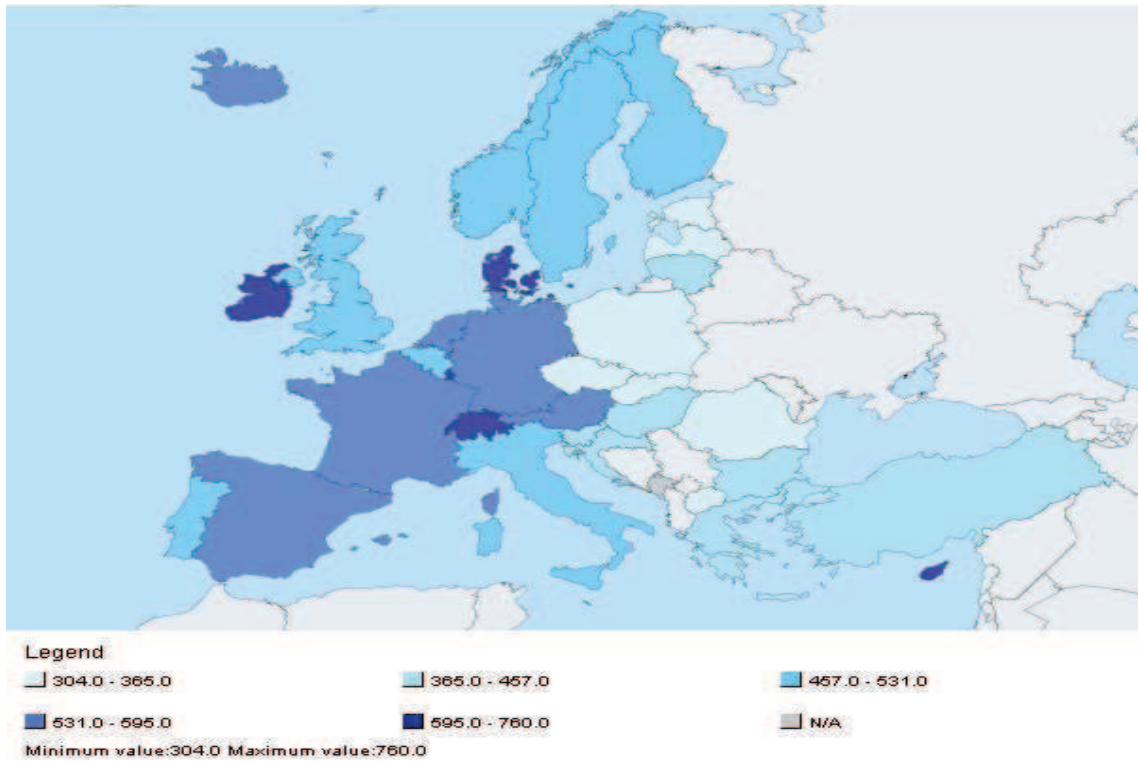 Legend
304.0 - 365.0 365.0 - 457.0 457.0 - 531.0
531.0 - 595.0 595.0 - 760.0 N/A
Minimum value:304.0 Maximum value:760.0